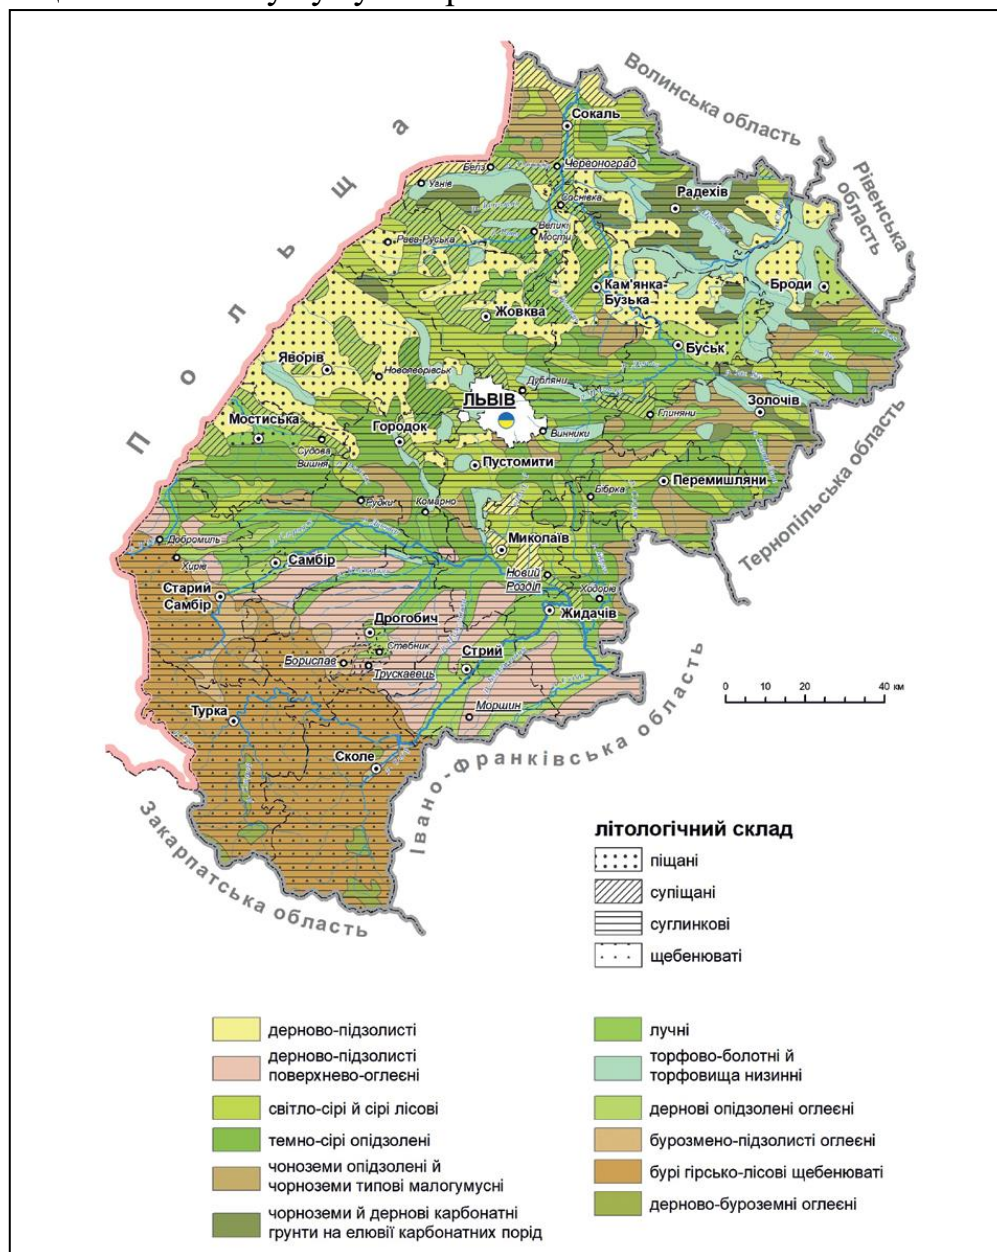 Волинська область
Рівенська
область
Польща
Сокаль
Белз
Червоноград
Угнів
Соснівка
Радехів
Великі
Мости
Рава-Руська
Кам'янка-
Бузька
Броди
Жовква
Буськ
Яворів
Новояворівськ
Дубляни
ЛЬВІВ
Глиняни
Золочів
Мостиська
Городок
Винники
Судова
Вишня
Пустомити
Перемишляни
Бібрка
Рудки
Комарно
Тернопільська область
Добромиль
Миколаїв
Хирів
Самбір
Новий
Розділ
Ходорів
Старий
Самбір
Жидачів
Дрогобич
Стебник
Стрий
Борислав
Трускавець
Моршин
Турка
Сколе
Івано-Франківська область
Закарпатська область
0 10 20 40 км
літологічний склад
піщані
супіщані
суглинкові
щебенюваті
дерново-підзолисті
дерново-підзолисті
поверхнево-оглеєні
світло-сірі й сірі лісові
темно-сірі опідзолені
чоноземи опідзолені й
чорноземи типові малогумусні
чорноземи й дернові карбонатні
грунти на елювії карбонатних порід
лучні
торфово-болотні й
торфовища низинні
дернові опідзолені оглеєні
бурозмено-підзолисті оглеєні
бурі гірсько-лісові щебенюваті
дерново-буроземні оглеєні